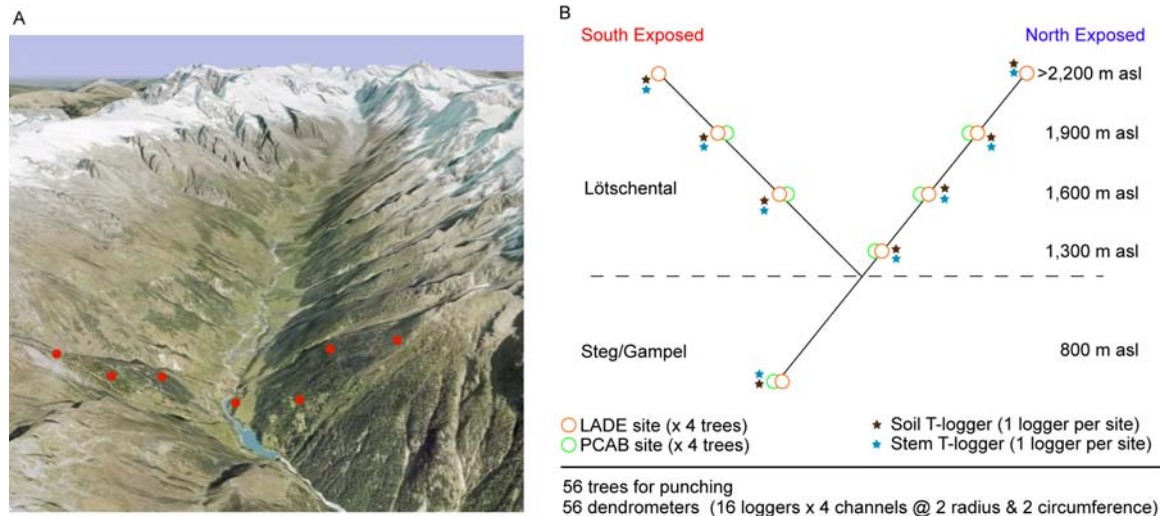 A
B
South Exposed
North Exposed
>2,200 m asl
1,900 m asl
Lötschental
1,600 m asl
1,300 m asl
Steg/Gampel
800 m asl
LADE site (x 4 trees)
PCAB site (x 4 trees)
Soil T-logger (1 logger per site)
Stem T-logger (1 logger per site)
56 trees for punching
56 dendrometers (16 loggers x 4 channels @ 2 radius & 2 circumference)